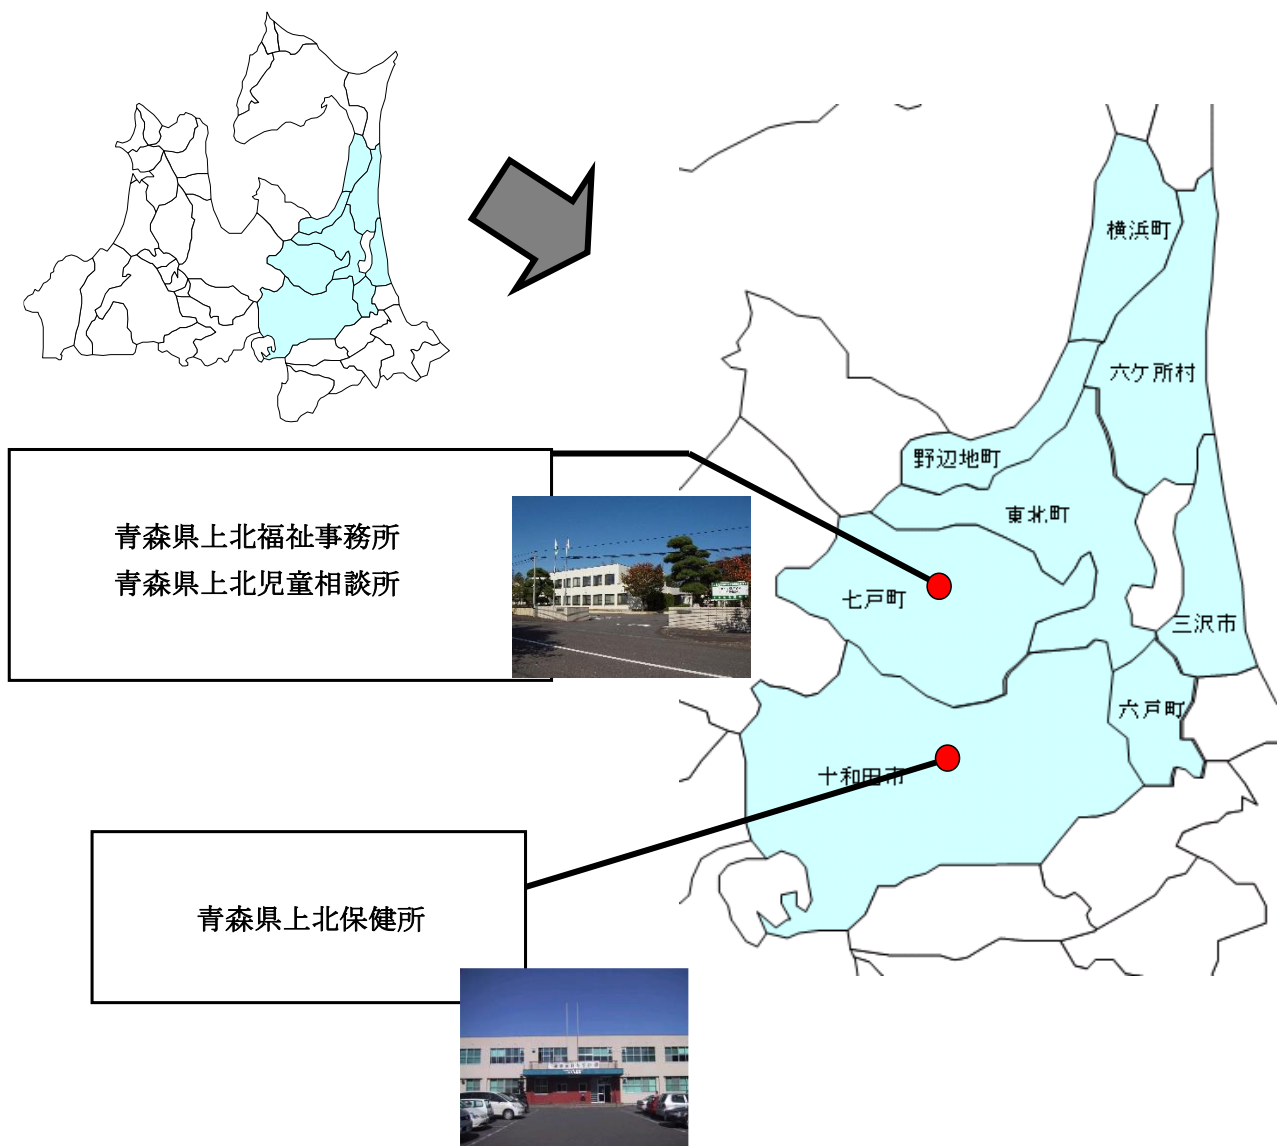 横浜町
六ケ所村
野辺地町
東北町
七戸町
三沢市
六戸町
十和田市
青森県上北福祉事務所
青森県上北児童相談所
青森県上北保健所